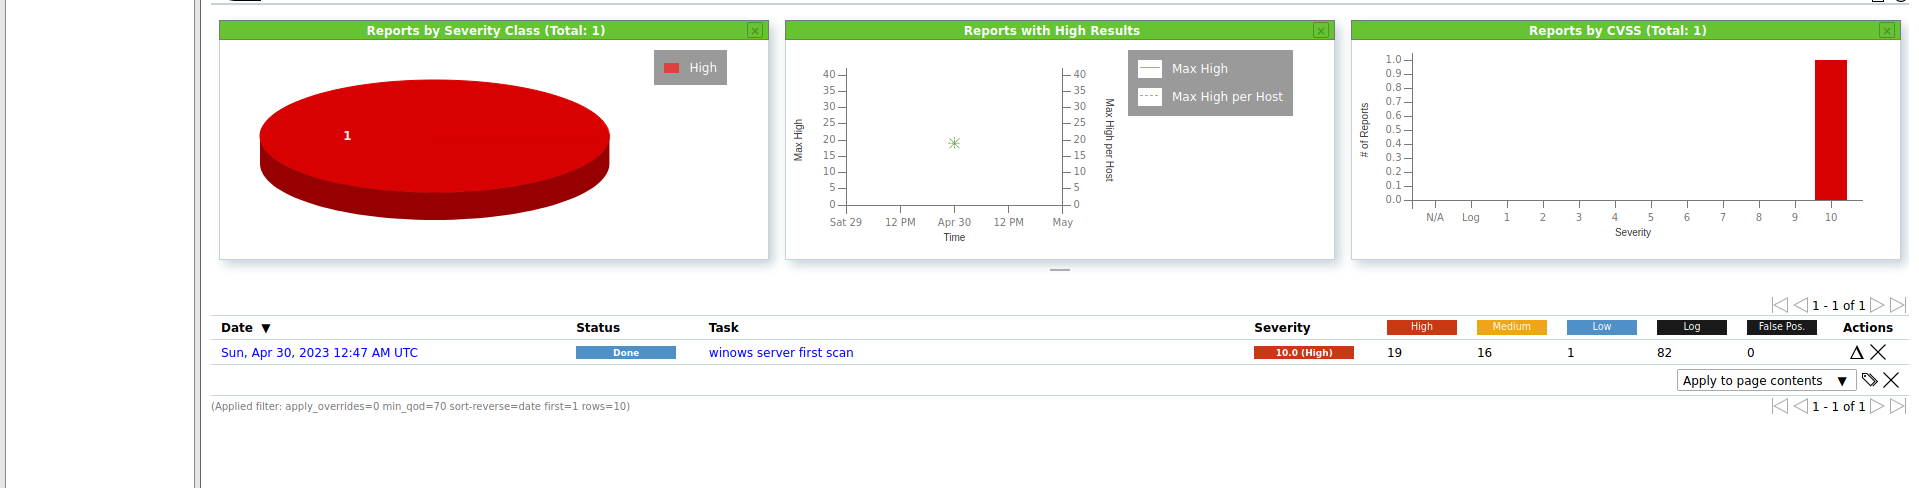 Reports by Severity Class (Total: 1)
×
High
1
Reports with High Results
×
Max High
Max High per Host
40
35
30
25
20
15
10
5
0
Max High
40
35
30
25
20
15
10
5
0
Max High per Host
Sat 29 12 PM Apr 30 12 PM May
Time
Reports by CVSS (Total: 1)
×
1.0
0.9
0.8
0.7
0.6
0.5
0.4
0.3
0.2
0.1
0.0
# of Reports
N/A Log 1 2 3 4 5 6 7 8 9 10
Severity
1 - 1 of 1
Date ▼ Status Task Severity High Medium Low Log False Pos. Actions
Sun, Apr 30, 2023 12:47 AM UTC Done winows server first scan 10.0 (High) 19 16 1 82 0
Apply to page contents ▼
(Applied filter: apply_overrides=0 min_qod=70 sort-reverse=date first=1 rows=10)
1 - 1 of 1